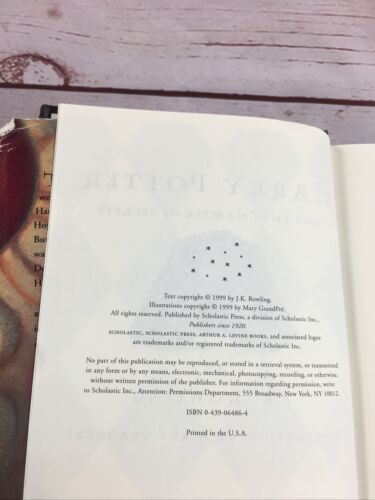 Text copyright © 1999 by J.K. Rowling.
Illustrations copyright © 1999 by Mary GrandPré.
All rights reserved. Published by Scholastic Press, a division of Scholastic Inc.,
Publishers since 1920.
SCHOLASTIC, SCHOLASTIC PRESS, ARTHUR A. LEVINE BOOKS, and associated logos
are trademarks and/or registered trademarks of Scholastic Inc.
No part of this publication may be reproduced, or stored in a retrieval system, or transmitted
in any form or by any means, electronic, mechanical, photocopying, recording, or otherwise,
without written permission of the publisher. For information regarding permission, write
to Scholastic Inc., Attention: Permissions Department, 555 Broadway, New York, NY 10012.
ISBN 0-439-06486-4
Printed in the U.S.A.